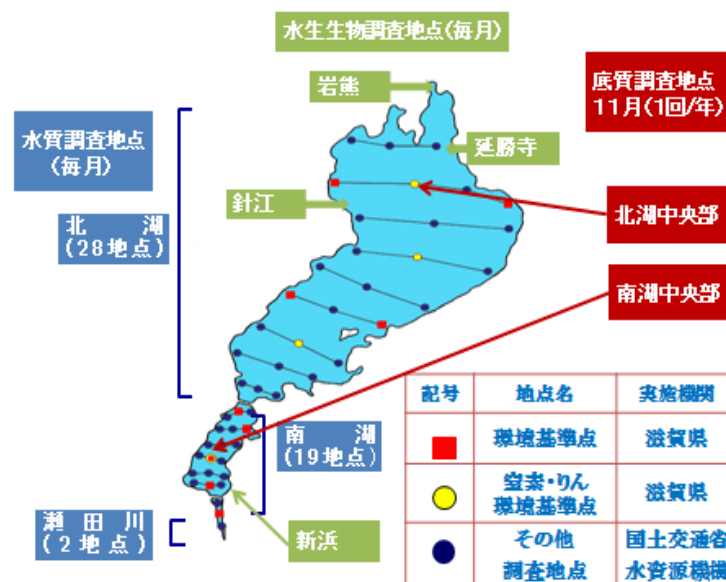 水生生物調査地点(毎月)
岩熊
底質調査地点
11月(1回/年)
水質調査地点
(毎月)
延勝寺
針江
北湖
(28地点)
北湖中央部
南湖中央部
記号 地点名 実施機関
環境基準点 滋賀県
窒素・りん
環境基準点 滋賀県
その他 国土交通省
調査地点 水資源機構
南湖
(19地点)
瀬田川
(2地点)
新浜